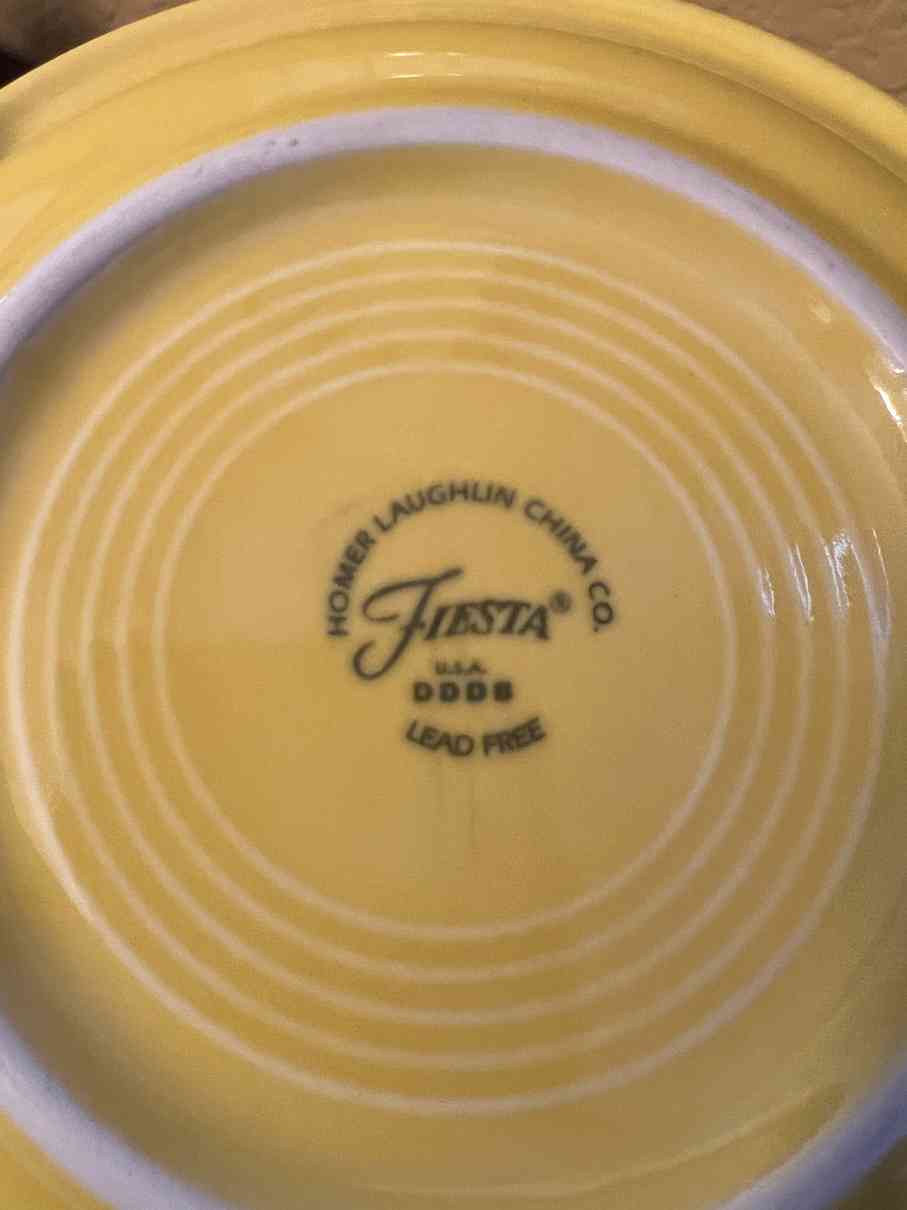 HOMER LAUGHLIN CHINA CO.
FIESTA®
U.S.A.
DDDB
LEAD FREE